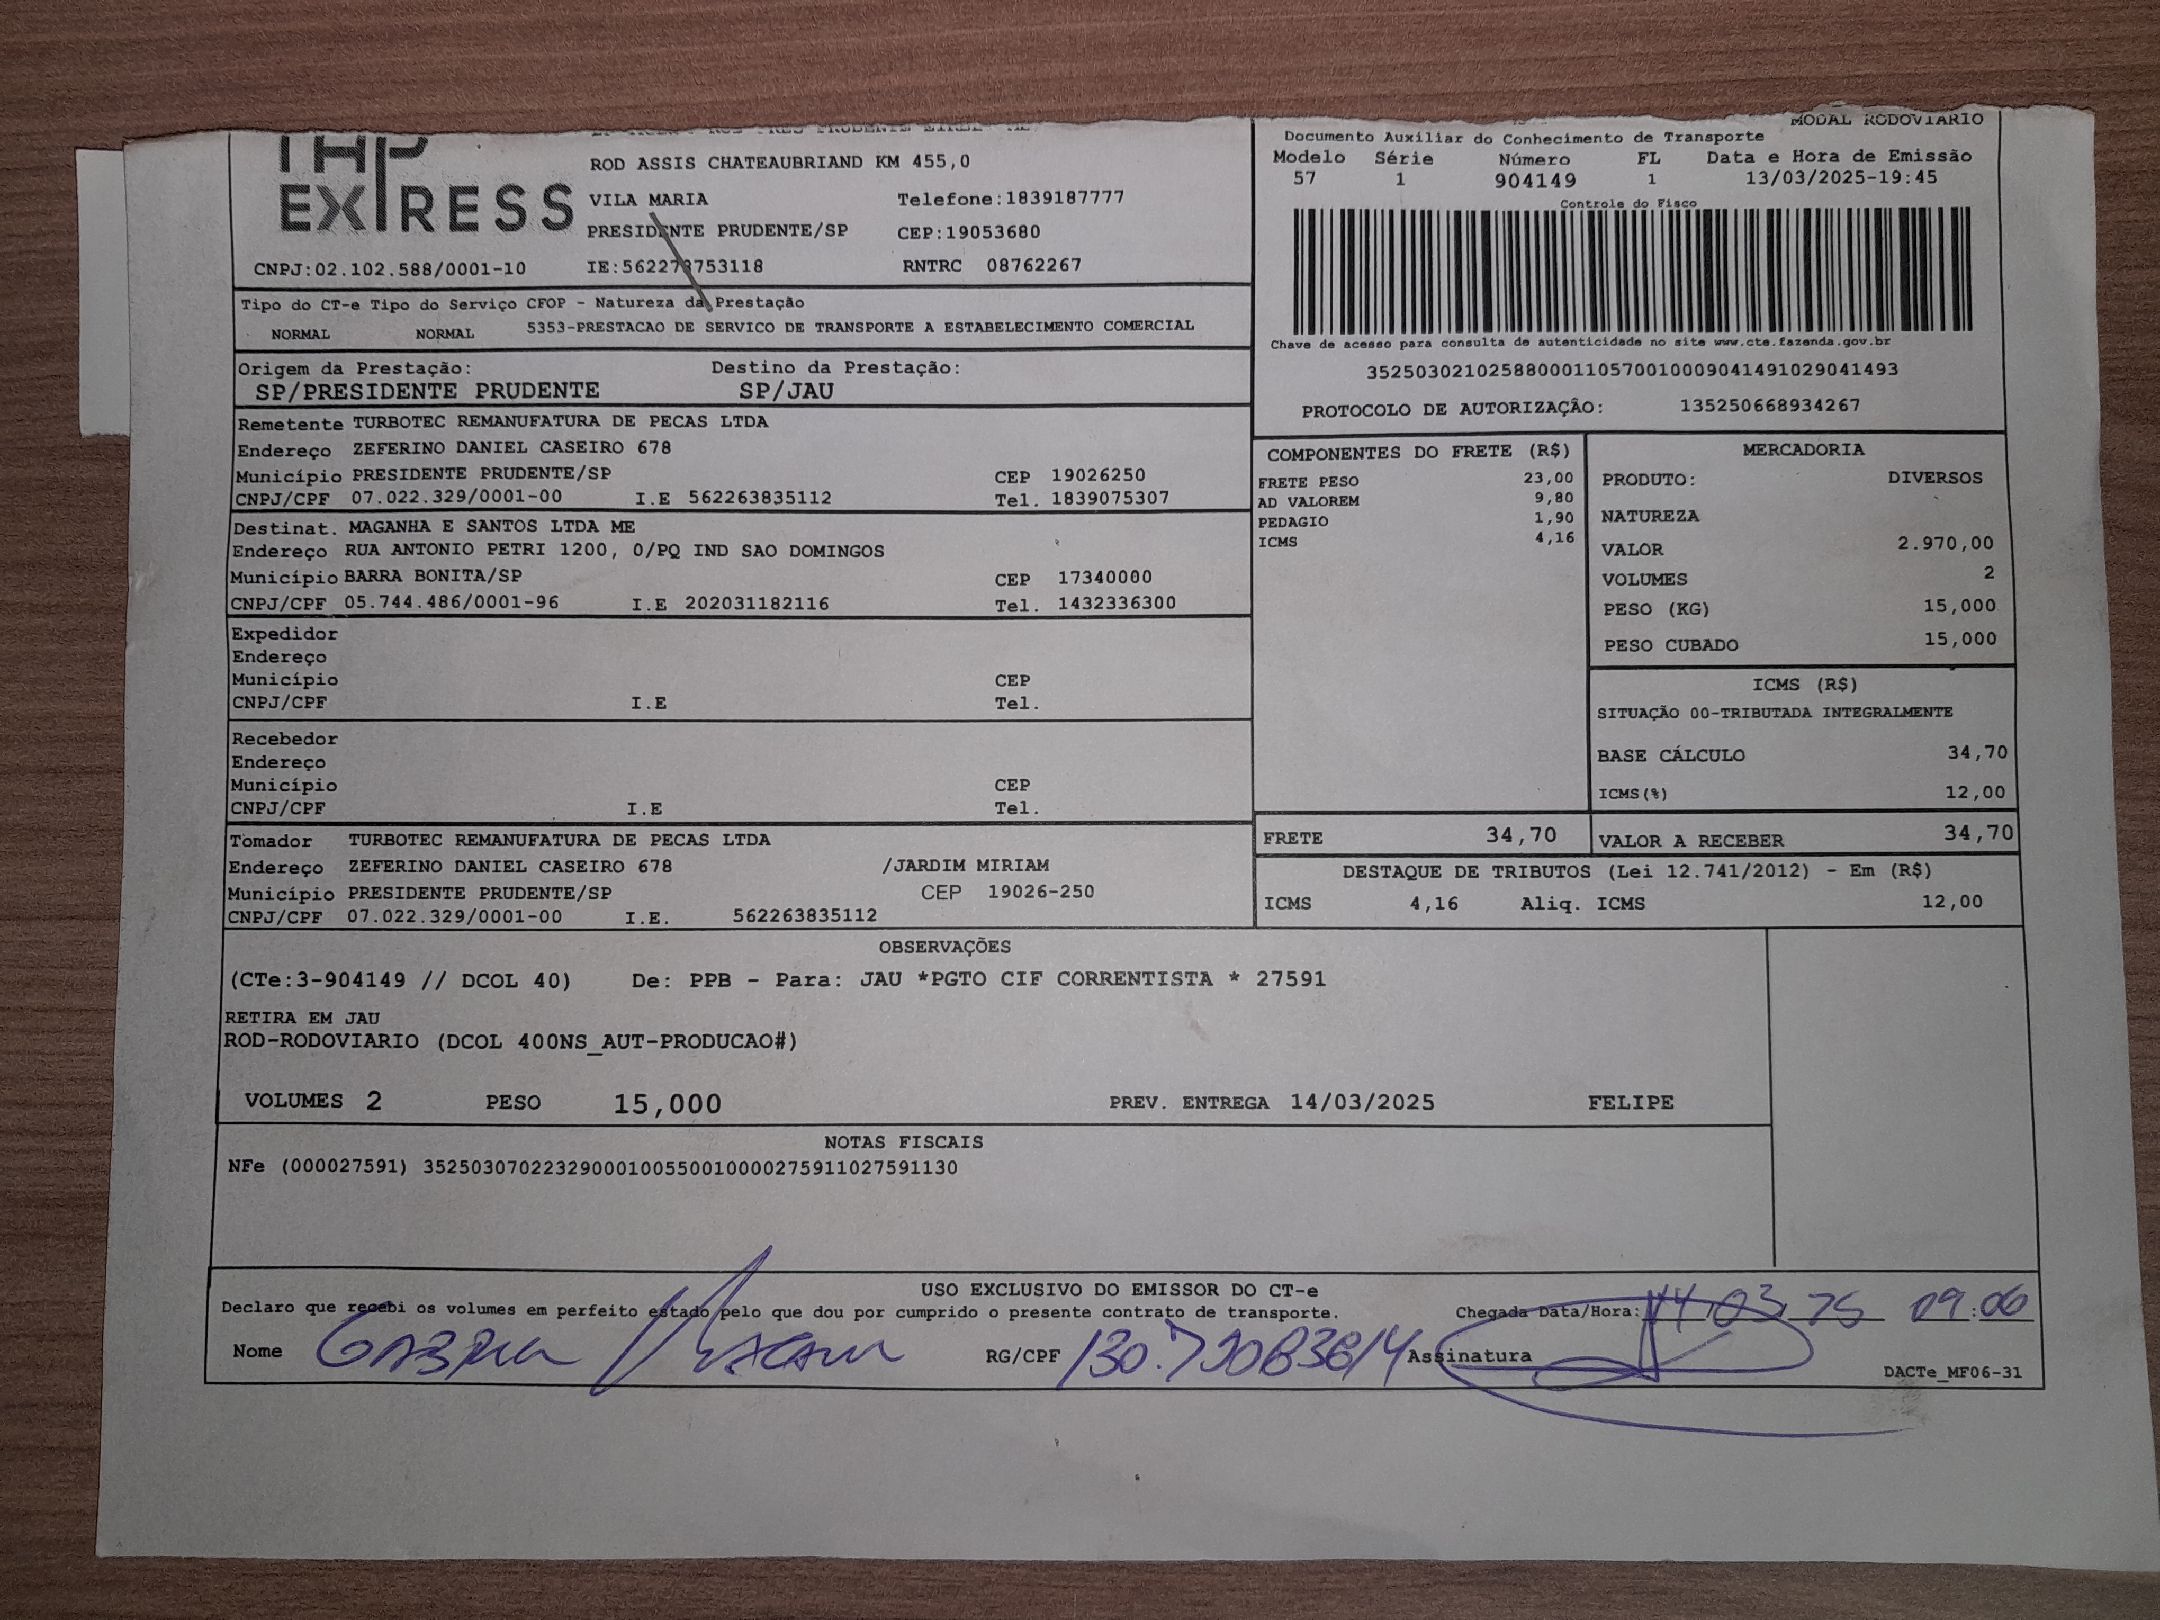 EXPRESS
ROD ASSIS CHATEAUBRIAND KM 455,0
VILA MARIA Telefone:1839187777
PRESIDENTE PRUDENTE/SP CEP:19053680
CNPJ:02.102.588/0001-10 IE:562273753118 RNTRC 08762267
MODAL RODOVIARIO
Documento Auxiliar do Conhecimento de Transporte
Modelo Série Número FL Data e Hora de Emissão
57 1 904149 1 13/03/2025-19:45
Controle do Fisco
Chave de acesso para consulta de autenticidade no site www.cte.fazenda.gov.br
35250302102588000110570010009041491029041493
PROTOCOLO DE AUTORIZAÇÃO: 135250668934267
Tipo do CT-e Tipo do Serviço CFOP - Natureza da Prestação
NORMAL NORMAL 5353-PRESTACAO DE SERVICO DE TRANSPORTE A ESTABELECIMENTO COMERCIAL
Origem da Prestação: Destino da Prestação:
SP/PRESIDENTE PRUDENTE SP/JAU
Remetente TURBOTEC REMANUFATURA DE PECAS LTDA
Endereço ZEFERINO DANIEL CASEIRO 678
Município PRESIDENTE PRUDENTE/SP CEP 19026250
CNPJ/CPF 07.022.329/0001-00 I.E 562263835112 Tel. 1839075307
Destinat. MAGANHA E SANTOS LTDA ME
Endereço RUA ANTONIO PETRI 1200, 0/PQ IND SAO DOMINGOS
Município BARRA BONITA/SP CEP 17340000
CNPJ/CPF 05.744.486/0001-96 I.E 202031182116 Tel. 1432336300
Expedidor
Endereço
Município CEP
CNPJ/CPF I.E Tel.
Recebedor
Endereço
Município CEP
CNPJ/CPF I.E Tel.
Tomador TURBOTEC REMANUFATURA DE PECAS LTDA
Endereço ZEFERINO DANIEL CASEIRO 678 /JARDIM MIRIAM
Município PRESIDENTE PRUDENTE/SP CEP 19026-250
CNPJ/CPF 07.022.329/0001-00 I.E. 562263835112
COMPONENTES DO FRETE (R$)
FRETE PESO 23,00
AD VALOREM 9,80
PEDAGIO 1,90
ICMS 4,16
MERCADORIA
PRODUTO: DIVERSOS
NATUREZA
VALOR 2.970,00
VOLUMES 2
PESO (KG) 15,000
PESO CUBADO 15,000
ICMS (R$)
SITUAÇÃO 00-TRIBUTADA INTEGRALMENTE
BASE CÁLCULO 34,70
ICMS(%) 12,00
FRETE 34,70 VALOR A RECEBER 34,70
DESTAQUE DE TRIBUTOS (Lei 12.741/2012) - Em (R$)
ICMS 4,16 Aliq. ICMS 12,00
OBSERVAÇÕES
(CTe:3-904149 // DCOL 40) De: PPB - Para: JAU *PGTO CIF CORRENTISTA * 27591
RETIRA EM JAU
ROD-RODOVIARIO (DCOL 400NS_AUT-PRODUCAO#)
VOLUMES 2 PESO 15,000 PREV. ENTREGA 14/03/2025 FELIPE
NOTAS FISCAIS
NFe (000027591) 35250307022329000100550010000275911027591130
USO EXCLUSIVO DO EMISSOR DO CT-e
Declaro que recebi os volumes em perfeito estado pelo que dou por cumprido o presente contrato de transporte. Chegada Data/Hora: 14 03 25 09:06
Nome RG/CPF Assinatura
DACTe_MF06-31